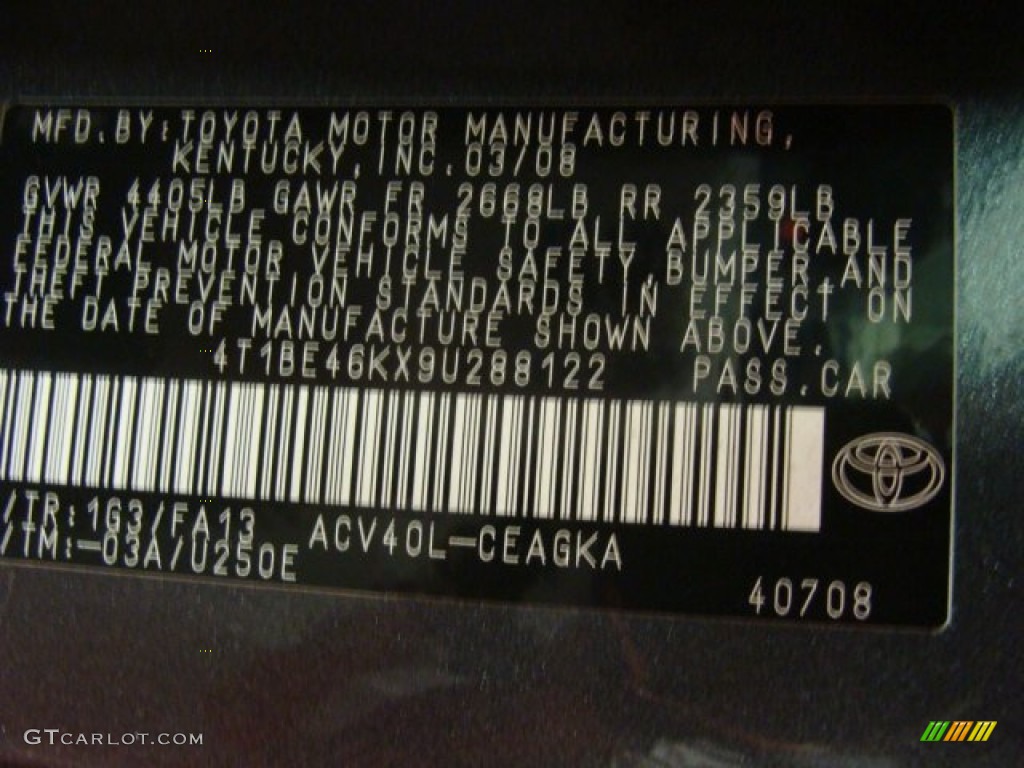 MFD.BY:TOYOTA MOTOR MANUFACTURING,
KENTUCKY,INC.03/08
GVWR 4405LB GAWR FR 2668LB RR 2359LB
THIS VEHICLE CONFORMS TO ALL APPLICABLE
FEDERAL MOTOR VEHICLE SAFETY,BUMPER,AND
THEFT PREVENTION STANDARDS IN EFFECT ON
THE DATE OF MANUFACTURE SHOWN ABOVE.
4T1BE46KX9U288122 PASS.CAR
/TR:1G3/FA13 ACV40L-CEAGKA
/TM:-03A/U250E
40708
GTCARLOT.COM